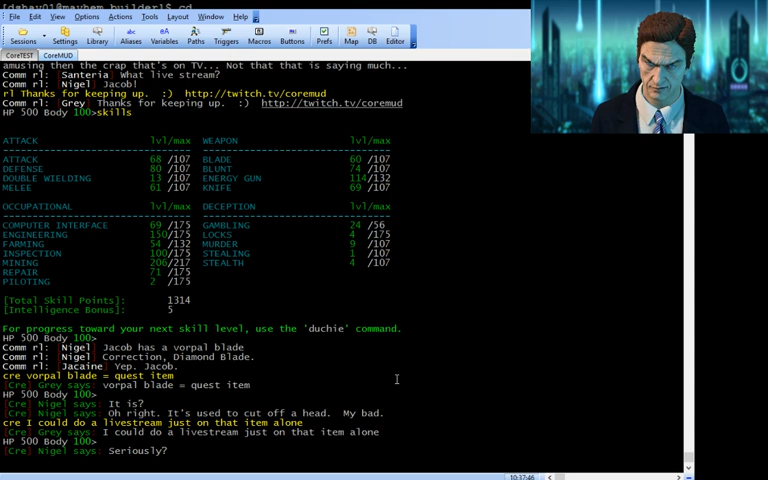 [dshav01@mayhem builder]$ cd
File Edit View Options Actions Tools Layout Window Help
Sessions Settings Library Aliases Variables Paths Triggers Macros Buttons Prefs Map DB Editor
CoreTEST CoreMUD
amusing then the crap that's on TV... Not that that is saying much...
Comm rl: [Santeria] What live stream?
Comm rl: [Nigel] Jacob!
rl Thanks for keeping up. :) http://twitch.tv/coremud
Comm rl: [Grey] Thanks for keeping up. :) http://twitch.tv/coremud
HP 500 Body 100>skills
ATTACK lvl/max WEAPON lvl/max
ATTACK 68 /107 BLADE 60 /107
DEFENSE 80 /107 BLUNT 74 /107
DOUBLE WIELDING 13 /107 ENERGY GUN 114/132
MELEE 61 /107 KNIFE 69 /107
OCCUPATIONAL lvl/max DECEPTION lvl/max
COMPUTER INTERFACE 69 /175 GAMBLING 24 /56
ENGINEERING 150/175 LOCKS 4 /175
FARMING 54 /132 MURDER 9 /107
INSPECTION 100/175 STEALING 1 /107
MINING 206/217 STEALTH 4 /107
REPAIR 71 /175
PILOTING 2 /175
[Total Skill Points]: 1314
[Intelligence Bonus]: 5
For progress toward your next skill level, use the 'duchie' command.
HP 500 Body 100>
Comm rl: [Nigel] Jacob has a vorpal blade
Comm rl: [Nigel] Correction, Diamond Blade.
Comm rl: [Jacaine] Yep. Jacob.
cre vorpal blade = quest item
[Cre] Grey says: vorpal blade = quest item
HP 500 Body 100>
[Cre] Nigel says: It is?
[Cre] Nigel says: Oh right. It's used to cut off a head. My bad.
cre I could do a livestream just on that item alone
[Cre] Grey says: I could do a livestream just on that item alone
HP 500 Body 100>
[Cre] Nigel says: Seriously?
10:37:46